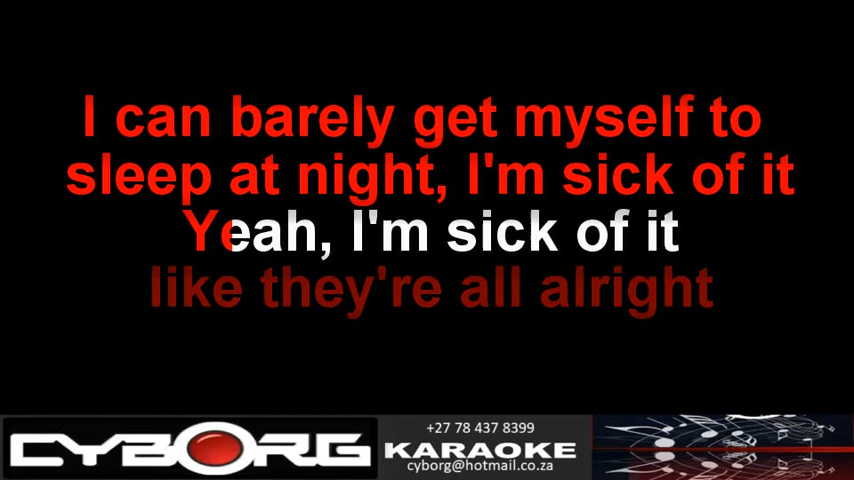 I can barely get myself to
sleep at night, I'm sick of it
Yeah, I'm sick of it
like they're all alright
CYBORG
+27 78 437 8399
KARAOKE
cyborg@hotmail.co.za